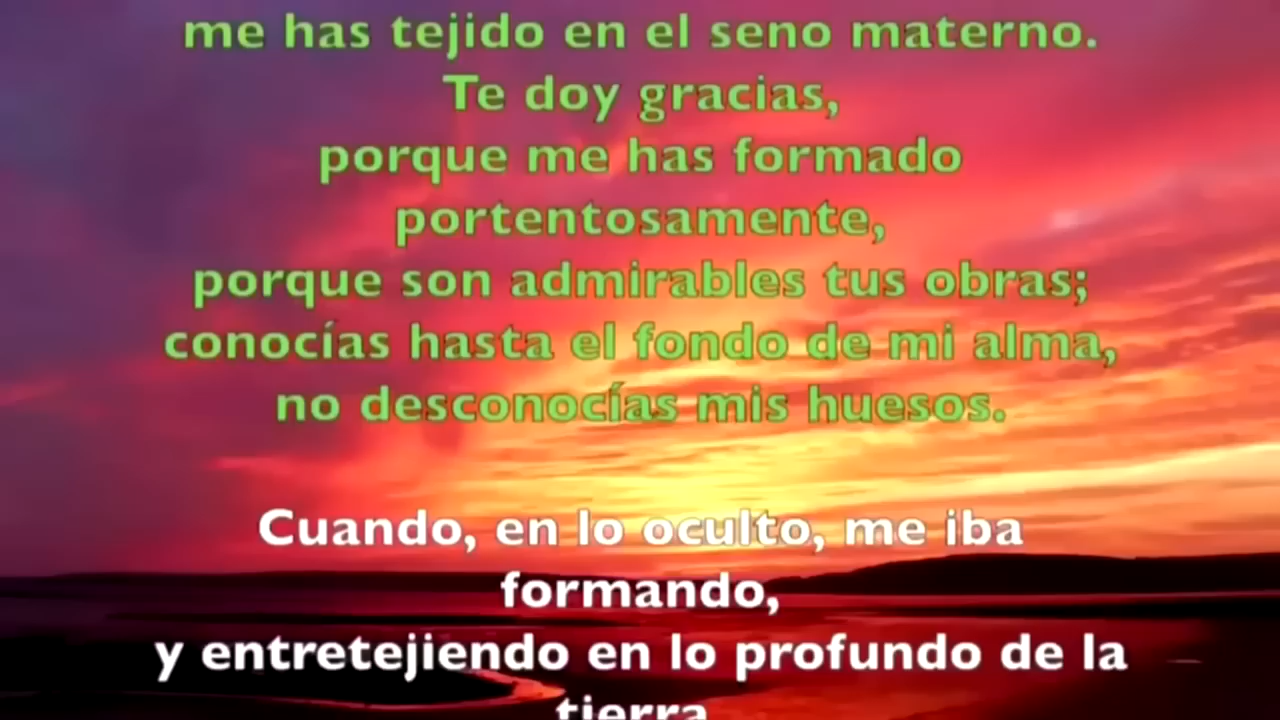 me has tejido en el seno materno.
Te doy gracias,
porque me has formado
portentosamente,
porque son admirables tus obras;
conocías hasta el fondo de mi alma,
no desconocías mis huesos.
Cuando, en lo oculto, me iba
formando,
y entretejiendo en lo profundo de la
tierra